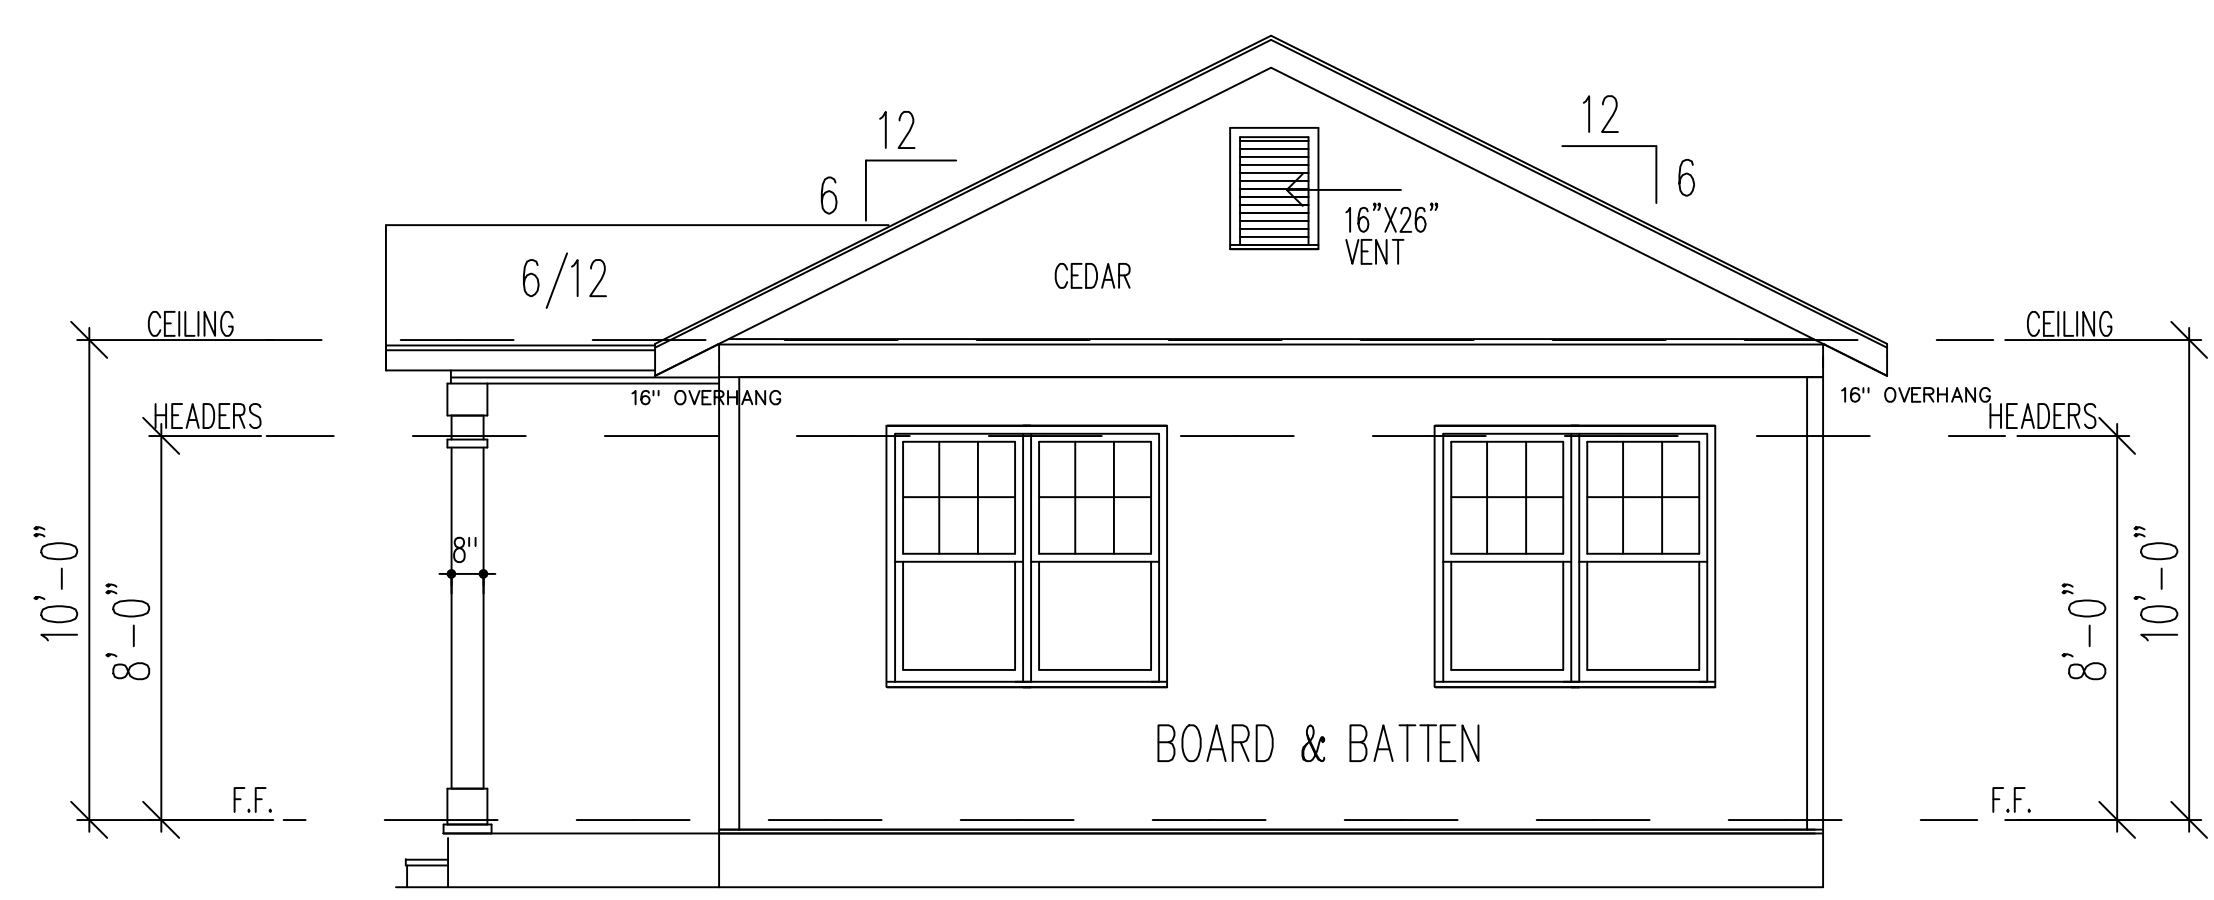 12
12
6
6
16"X26"
VENT
6/12
CEDAR
CEILING
CEILING
16" OVERHANG
16" OVERHANG
HEADERS
HEADERS
10'-0"
8'-0"
8"
8'-0"
10'-0"
BOARD & BATTEN
F.F.
F.F.